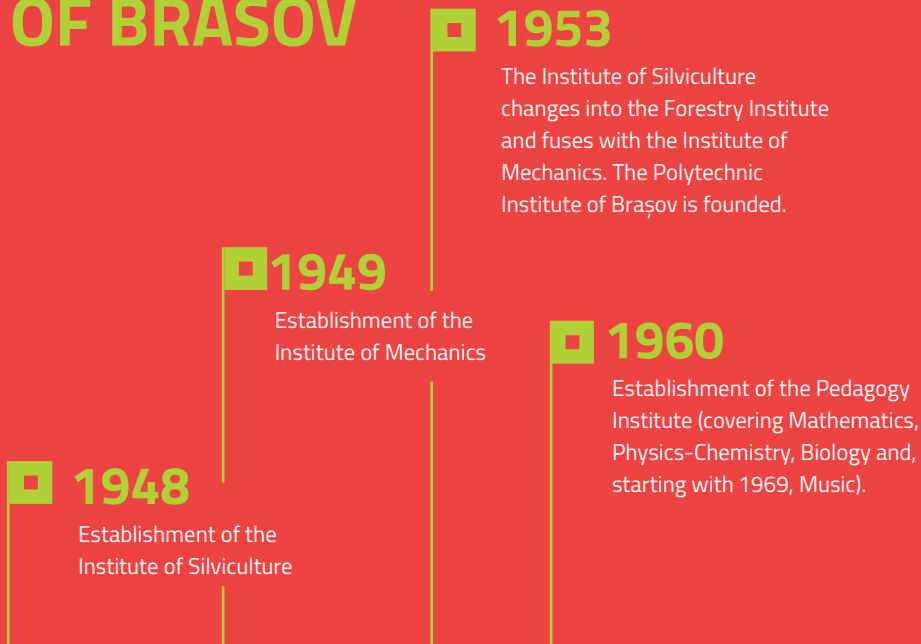 OF BRASOV
1953
The Institute of Silviculture
changes into the Forestry Institute
and fuses with the Institute of
Mechanics. The Polytechnic
Institute of Brașov is founded.
1949
Establishment of the
Institute of Mechanics
1960
Establishment of the Pedagogy
Institute (covering Mathematics,
Physics-Chemistry, Biology and,
starting with 1969, Music).
1948
Establishment of the
Institute of Silviculture